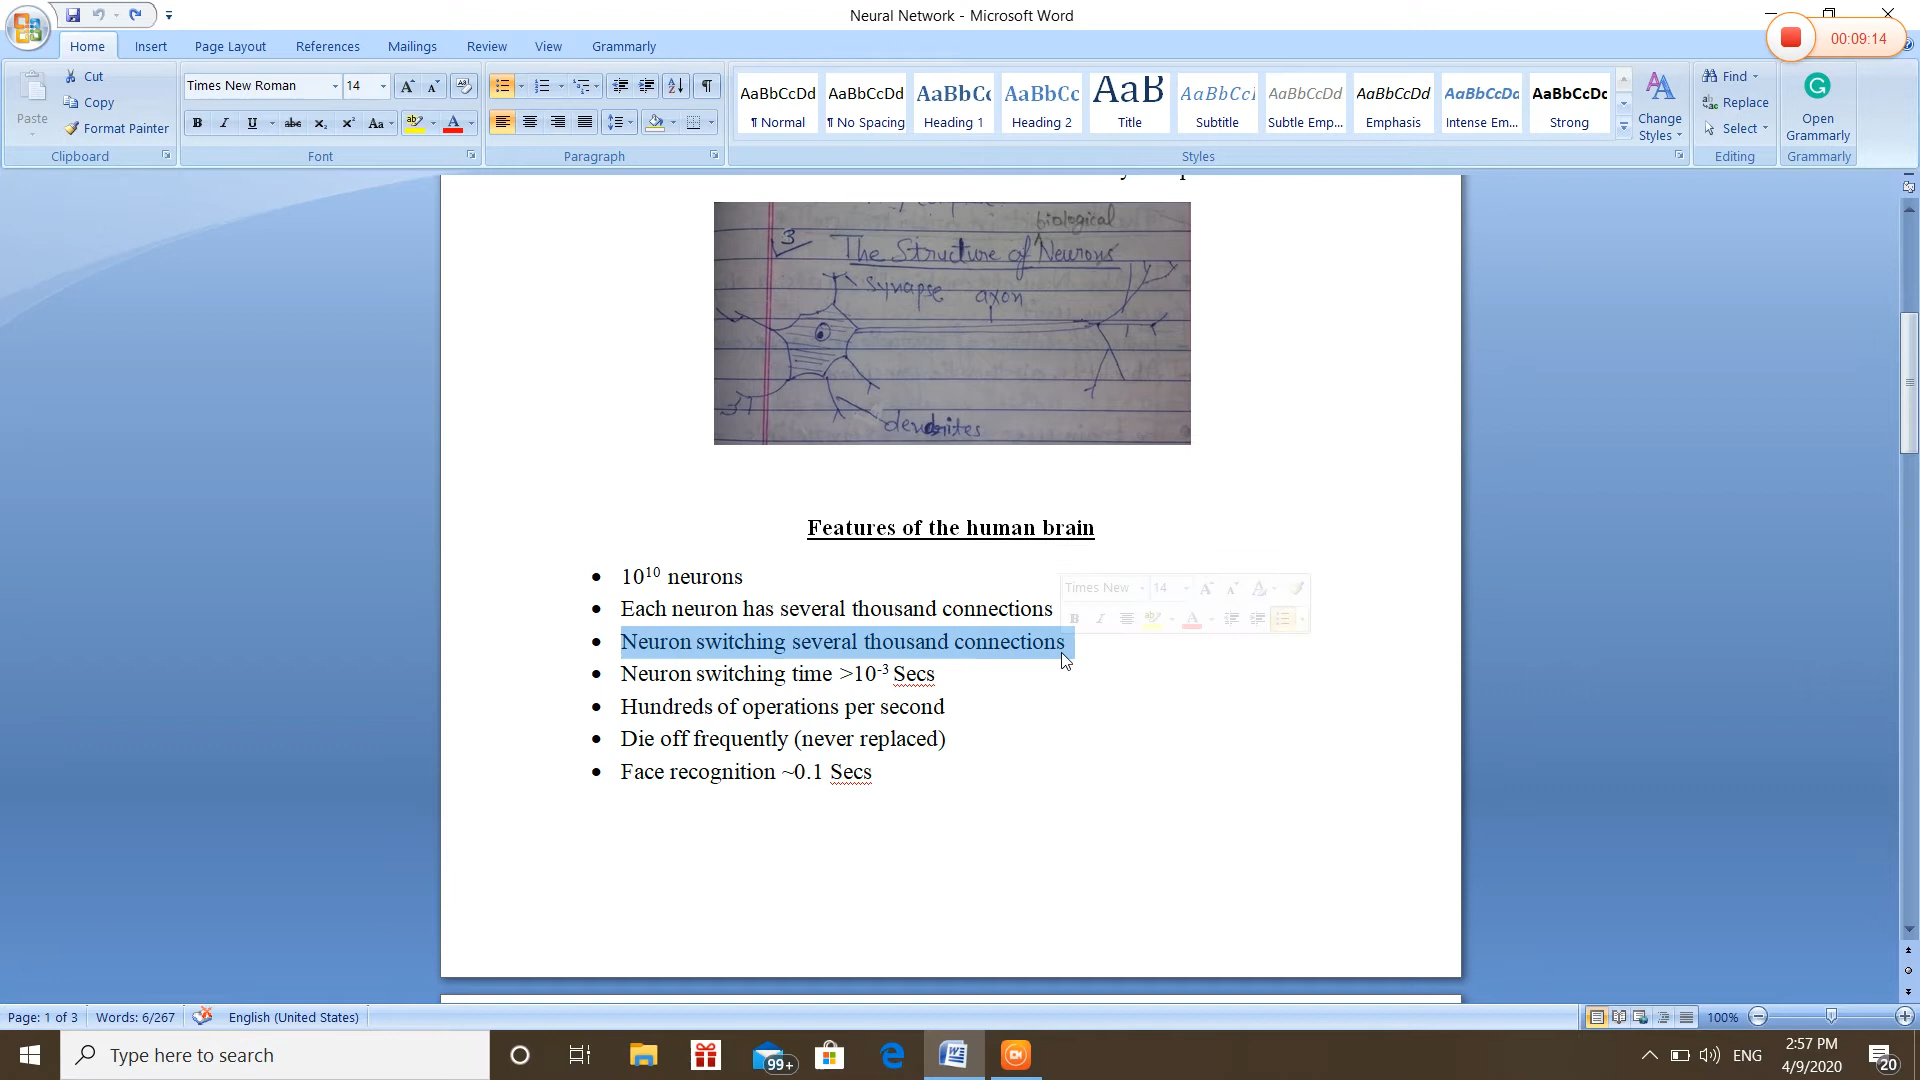 Neural Network - Microsoft Word
00:09:14
Home Insert Page Layout References Mailings Review View Grammarly
Cut
Copy
Format Painter
Paste
Clipboard
Times New Roman 14
Font
Paragraph
AaBbCcDd AaBbCcDd AaBbCc AaBbCc AaB AaBbCcI AaBbCcDd AaBbCcDd AaBbCcDc AaBbCcDc
¶ Normal ¶ No Spacing Heading 1 Heading 2 Title Subtitle Subtle Emp... Emphasis Intense Em... Strong
Change Styles
Styles
Find
Replace
Select
Editing
Open Grammarly
Grammarly
biological
3 The Structure of Neurons
synapse axon
dendrites
Features of the human brain
• 10¹⁰ neurons
• Each neuron has several thousand connections
• Neuron switching several thousand connections
• Neuron switching time >10⁻³ Secs
• Hundreds of operations per second
• Die off frequently (never replaced)
• Face recognition ~0.1 Secs
Times New 14
Page: 1 of 3 Words: 6/267 English (United States) 100%
Type here to search
99+
ENG
2:57 PM
4/9/2020
20